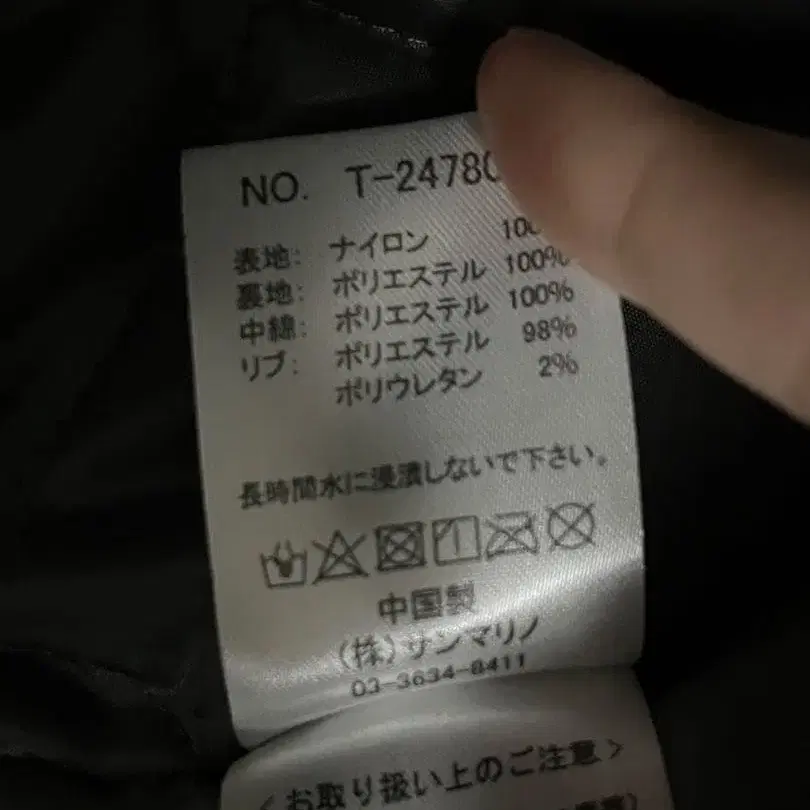 NO. T-2478
表地: ナイロン 100
裏地: ポリエステル 100%
中綿: ポリエステル 100%
リブ: ポリエステル 98%
ポリウレタン 2%
長時間水に浸漬しないで下さい。
中国製
(株)サンマリノ
03-3634-8411
<お取り扱い上のご注意>